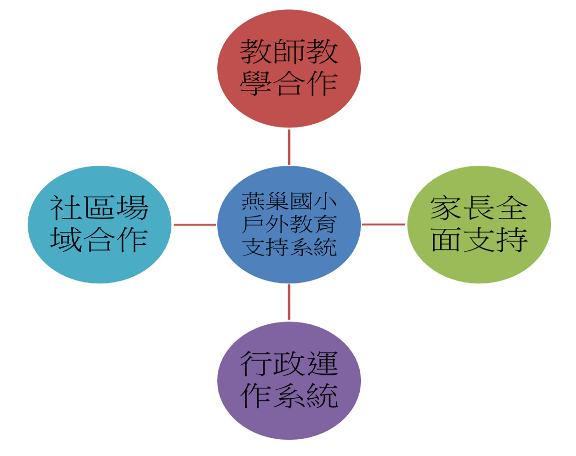 教師教
學合作
社區場
域合作
燕巢國小
戶外教育
支持系統
家長全
面支持
行政運
作系統